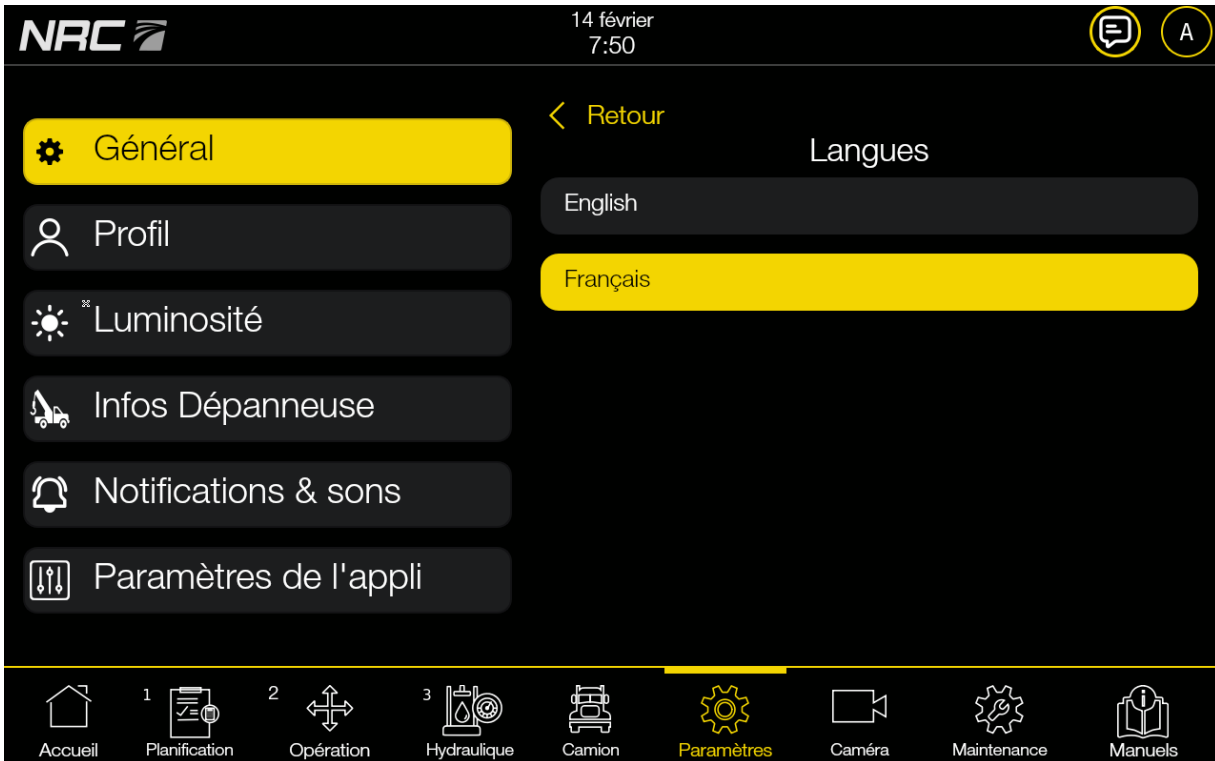 NRC
14 février
7:50
A
Général
Profil
Luminosité
Infos Dépanneuse
Notifications & sons
Paramètres de l'appli
Retour
Langues
English
Français
Accueil
1
Planification
2
Opération
3
Hydraulique
Camion
Paramètres
Caméra
Maintenance
Manuels